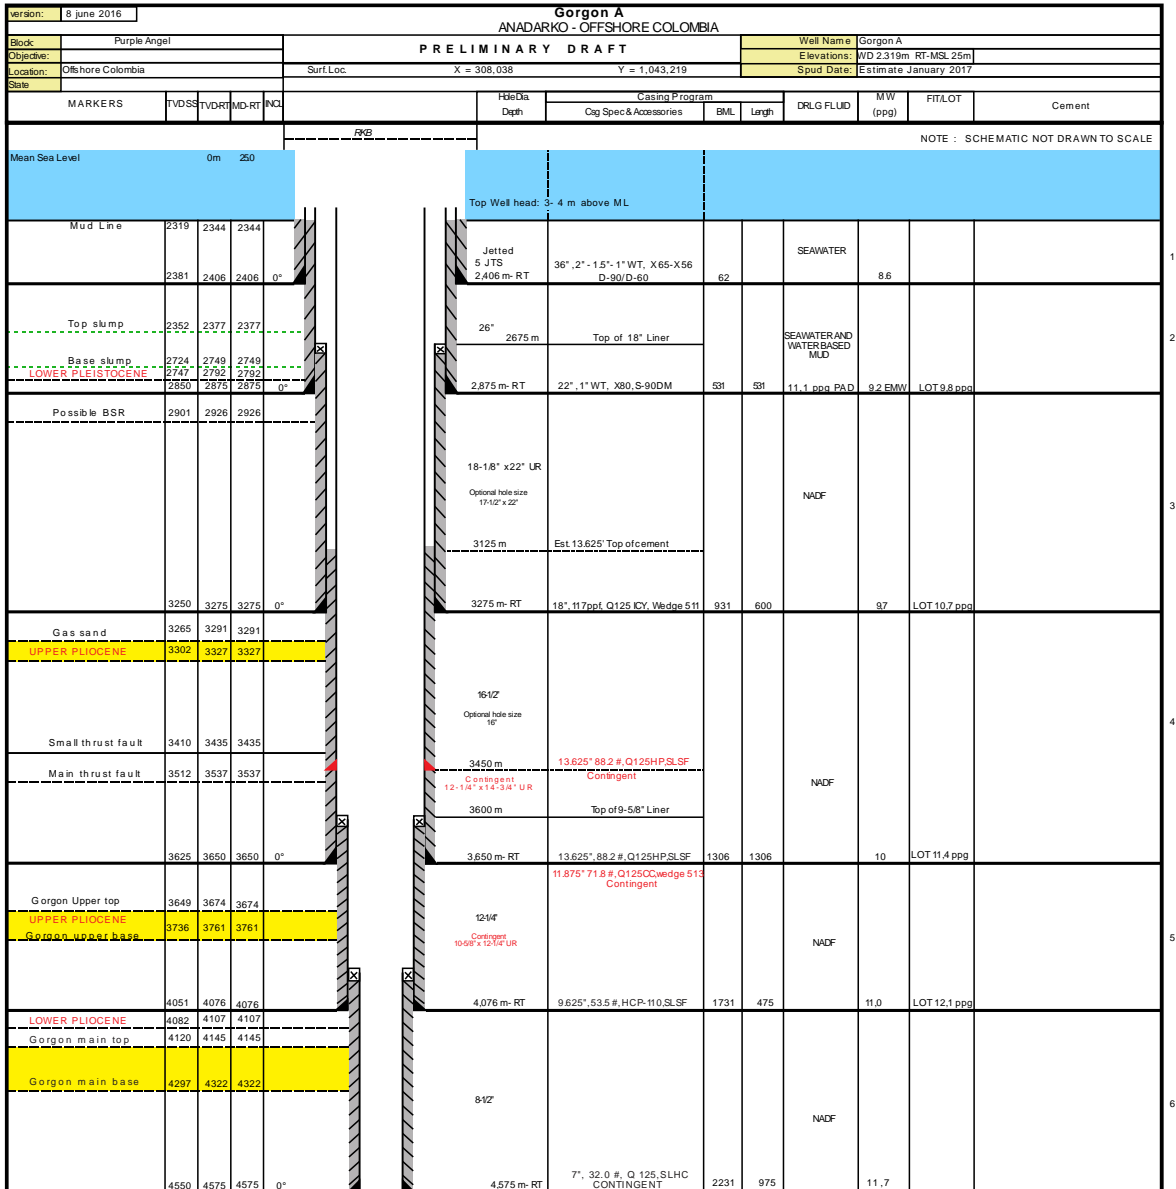 version: 8 june 2016
Gorgon A
ANADARKO - OFFSHORE COLOMBIA
Block: Purple Angel
Objective:
Location: Offshore Colombia
State
PRELIMINARY DRAFT
Surf. Loc. X = 308,038 Y = 1,043,219
Well Name Gorgon A
Elevations: WD 2.319m RT-MSL 25m
Spud Date: Estimate January 2017
MARKERS TVDSS TVD-RT MD-RT INCL
Hole Dia. Depth
Casing Program
Csg Spec & Accessories BML Length
DRLG FLUID
MW (ppg)
FIT/LOT
Cement
RKB
NOTE : SCHEMATIC NOT DRAWN TO SCALE
Mean Sea Level 0m 25.0
Top Well head: 3- 4 m above ML
Mud Line 2319 2344 2344
Jetted
5 JTS
2,406 m- RT
36",2" - 1.5"- 1" WT, X65-X56
D-90/D-60
62
SEAWATER
8.6
1
2381 2406 2406 0°
Top slump 2352 2377 2377
26"
2675 m Top of 18" Liner
SEAWATER AND
WATER BASED
MUD
2
Base slump 2724 2749 2749
LOWER PLEISTOCENE 2747 2792 2792
2850 2875 2875 0°
2,875 m- RT 22",1" WT, X80,S-90DM 531 531 11,1 ppg PAD 9.2 EMW LOT 9.8 ppg
Possible BSR 2901 2926 2926
18-1/8" x22" UR
Optional hole size
17-1/2" x 22"
NADF
3
3125 m Est. 13.625' Top of cement
3250 3275 3275 0°
3275 m- RT 18", 117ppf, Q125 ICY, Wedge 511 931 600 9,7 LOT 10,7 ppg
Gas sand 3265 3291 3291
UPPER PLIOCENE 3302 3327 3327
16-1/2"
Optional hole size
16"
4
Small thrust fault 3410 3435 3435
3450 m 13.625" 88.2 #,Q125HP,SLSF
Contingent
Main thrust fault 3512 3537 3537
Contingent
12-1/4" x 14-3/4" UR
NADF
3600 m Top of 9-5/8" Liner
3625 3650 3650 0°
3,650 m- RT 13.625", 88.2 #,Q125HP,SLSF 1306 1306 10 LOT 11,4 ppg
11.875" 71.8 #,Q125CC,wedge 513
Contingent
Gorgon Upper top 3649 3674 3674
UPPER PLIOCENE 3736 3761 3761
Gorgon upper base
12-1/4"
Contingent
10-5/8" x 12-1/4" UR
NADF
5
4051 4076 4076
4,076 m- RT 9.625",53.5 #, HCP-110,SLSF 1731 475 11,0 LOT 12,1 ppg
LOWER PLIOCENE 4082 4107 4107
Gorgon main top 4120 4145 4145
Gorgon main base 4297 4322 4322
8-1/2"
NADF
6
4550 4575 4575 0°
4,575 m- RT
7", 32.0 #, Q 125,SLHC
CONTINGENT
2231 975 11,7